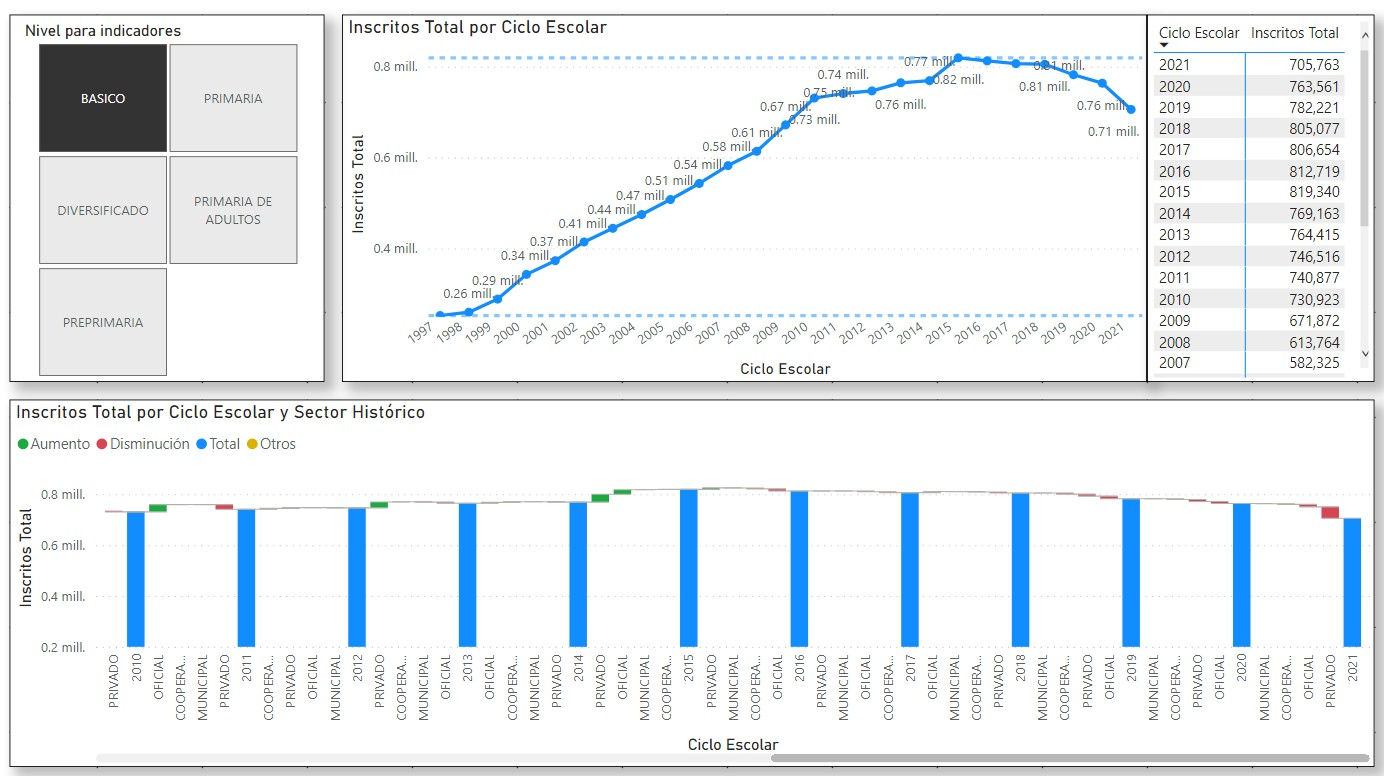 Nivel para indicadores
BASICO
PRIMARIA
DIVERSIFICADO
PRIMARIA DE
ADULTOS
PREPRIMARIA
Inscritos Total por Ciclo Escolar
Inscritos Total
0.8 mill.
0.6 mill.
0.4 mill.
0.26 mill.
0.29 mill.
0.34 mill.
0.37 mill.
0.41 mill.
0.44 mill.
0.47 mill.
0.51 mill.
0.54 mill.
0.58 mill.
0.61 mill.
0.67 mill.
0.73 mill.
0.74 mill.
0.75 mill.
0.76 mill.
0.77 mill.
0.82 mill.
0.81 mill.
0.81 mill.
0.76 mill.
0.71 mill.
1997
1998
1999
2000
2001
2002
2003
2004
2005
2006
2007
2008
2009
2010
2011
2012
2013
2014
2015
2016
2017
2018
2019
2020
2021
Ciclo Escolar
Ciclo Escolar Inscritos Total
2021 705,763
2020 763,561
2019 782,221
2018 805,077
2017 806,654
2016 812,719
2015 819,340
2014 769,163
2013 764,415
2012 746,516
2011 740,877
2010 730,923
2009 671,872
2008 613,764
2007 582,325
Inscritos Total por Ciclo Escolar y Sector Histórico
Aumento Disminución Total Otros
Inscritos Total
0.8 mill.
0.6 mill.
0.4 mill.
0.2 mill.
PRIVADO
2010
OFICIAL
COOPERA...
MUNICIPAL
PRIVADO
2011
COOPERA...
PRIVADO
OFICIAL
MUNICIPAL
2012
PRIVADO
COOPERA...
MUNICIPAL
OFICIAL
2013
OFICIAL
COOPERA...
MUNICIPAL
PRIVADO
2014
PRIVADO
OFICIAL
MUNICIPAL
COOPERA...
2015
PRIVADO
MUNICIPAL
COOPERA...
OFICIAL
2016
PRIVADO
MUNICIPAL
COOPERA...
OFICIAL
2017
OFICIAL
COOPERA...
MUNICIPAL
PRIVADO
2018
MUNICIPAL
COOPERA...
PRIVADO
OFICIAL
2019
MUNICIPAL
COOPERA...
PRIVADO
OFICIAL
2020
MUNICIPAL
COOPERA...
OFICIAL
PRIVADO
2021
Ciclo Escolar